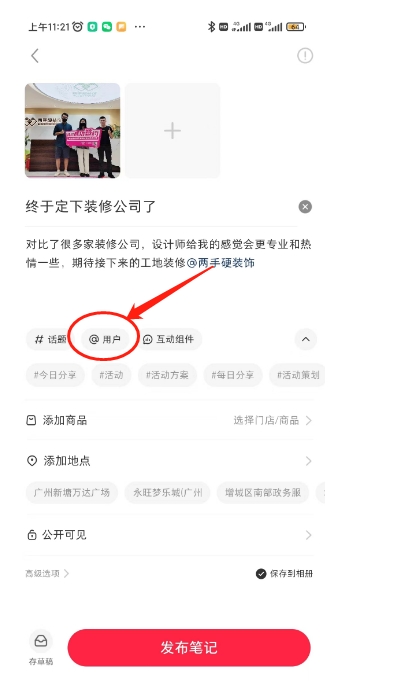 上午11:21
64
终于定下装修公司了
对比了很多家装修公司，设计师给我的感觉会更专业和热
情一些，期待接下来的工地装修@两手硬装饰
# 话题 @ 用户 互动组件
#今日分享 #活动 #活动方案 #每日分享 #活动策划
添加商品 选择门店/商品
添加地点
广州新塘万达广场 永旺梦乐城(广州 增城区南部政务服
公开可见
高级选项 保存到相册
存草稿 发布笔记